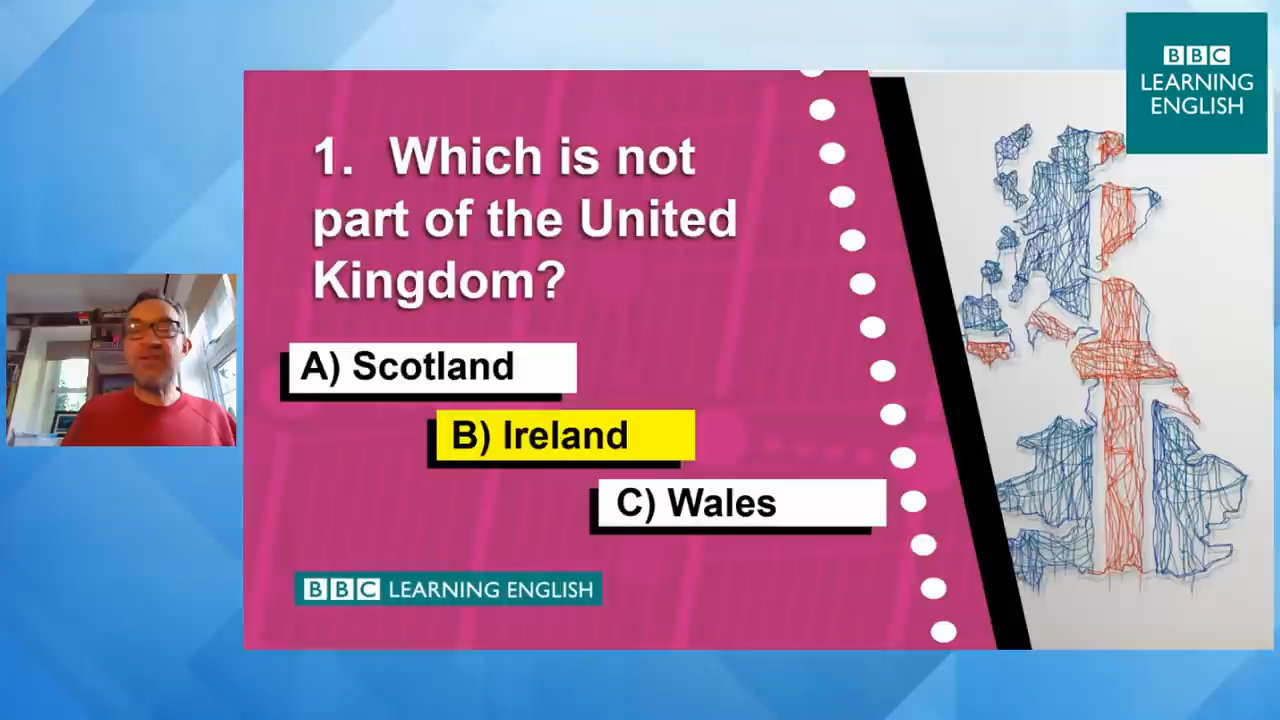 BBC
LEARNING
ENGLISH
1. Which is not
part of the United
Kingdom?
A) Scotland
B) Ireland
C) Wales
BBC LEARNING ENGLISH